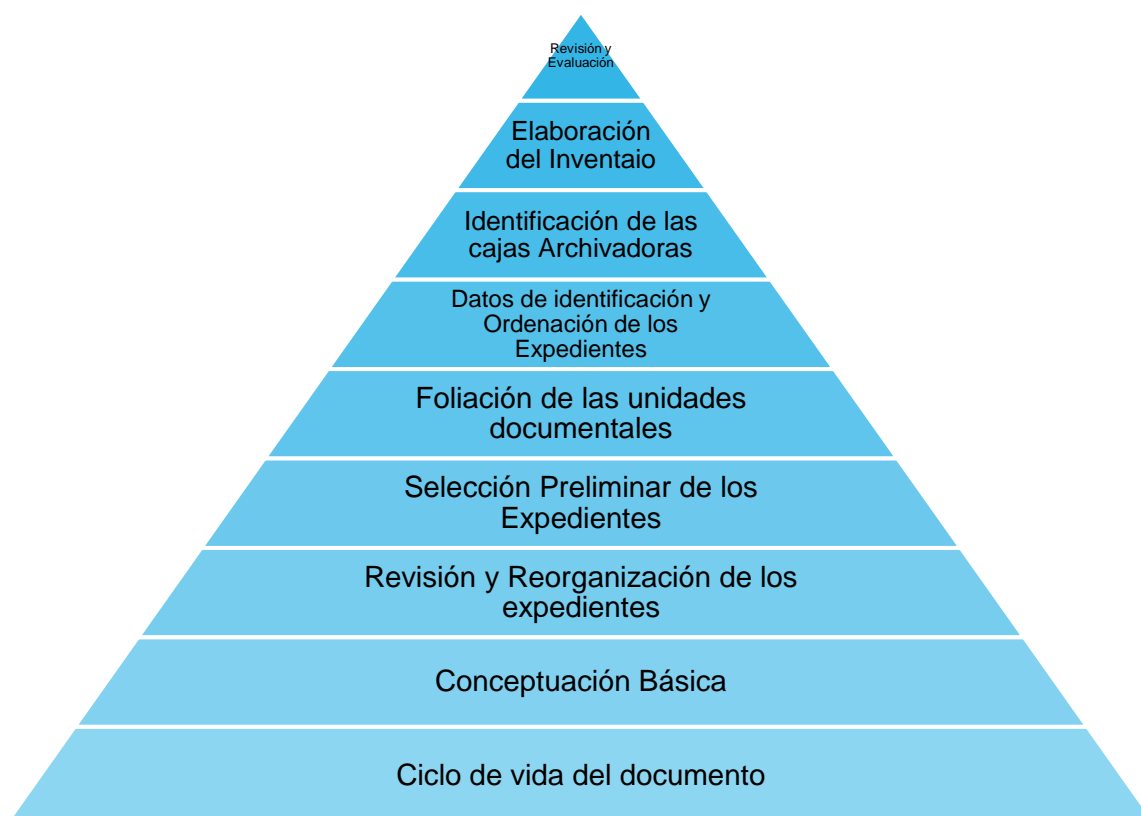 Revisión y
Evaluación
Elaboración
del Inventaio
Identificación de las
cajas Archivadoras
Datos de identificación y
Ordenación de los
Expedientes
Foliación de las unidades
documentales
Selección Preliminar de los
Expedientes
Revisión y Reorganización de los
expedientes
Conceptuación Básica
Ciclo de vida del documento